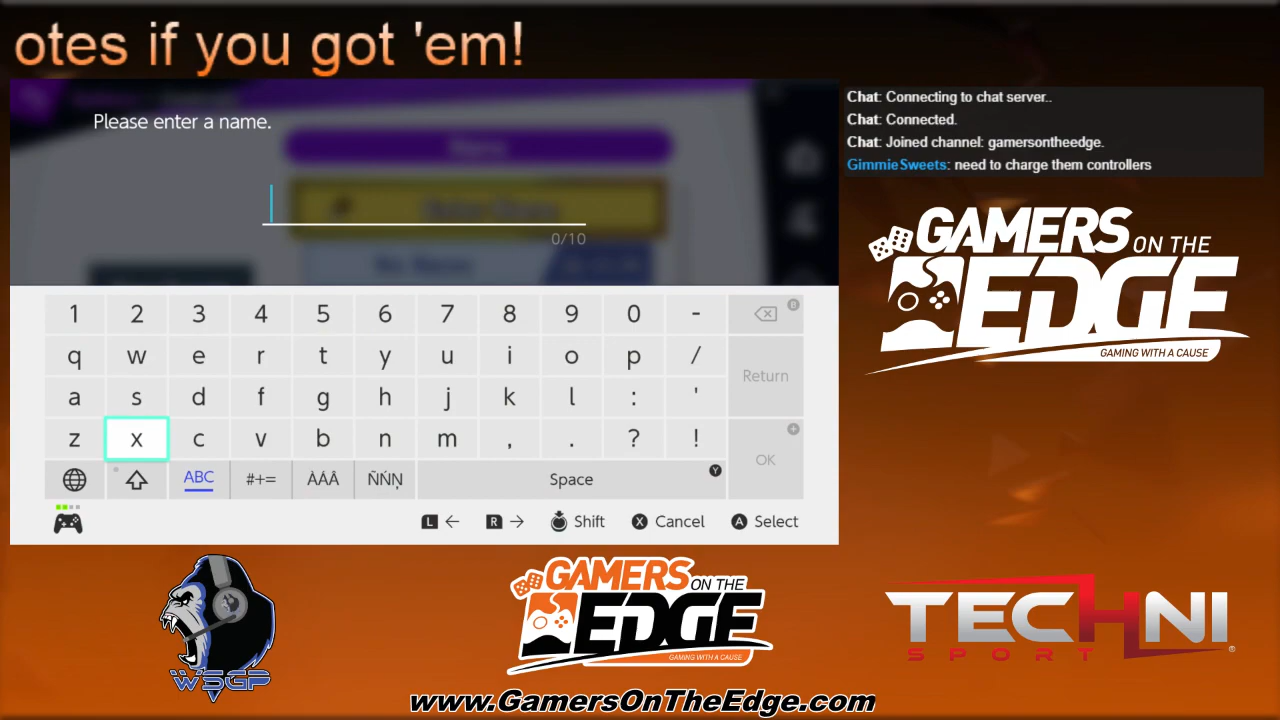 otes if you got 'em!
Please enter a name.
0/10
1 2 3 4 5 6 7 8 9 0 -
q w e r t y u i o p /
Return
a s d f g h j k l : '
z x c v b n m , . ? !
OK
ABC #+= ÀÁÂ ÑŃŅ Space Y
L ← R → Shift X Cancel A Select
Chat: Connecting to chat server..
Chat: Connected.
Chat: Joined channel: gamersontheedge.
GimmieSweets: need to charge them controllers
GAMERS ON THE
EDGE
GAMING WITH A CAUSE
WSGP
GAMERS ON THE
EDGE
GAMING WITH A CAUSE
TECHNI
SPORT
www.GamersOnTheEdge.com